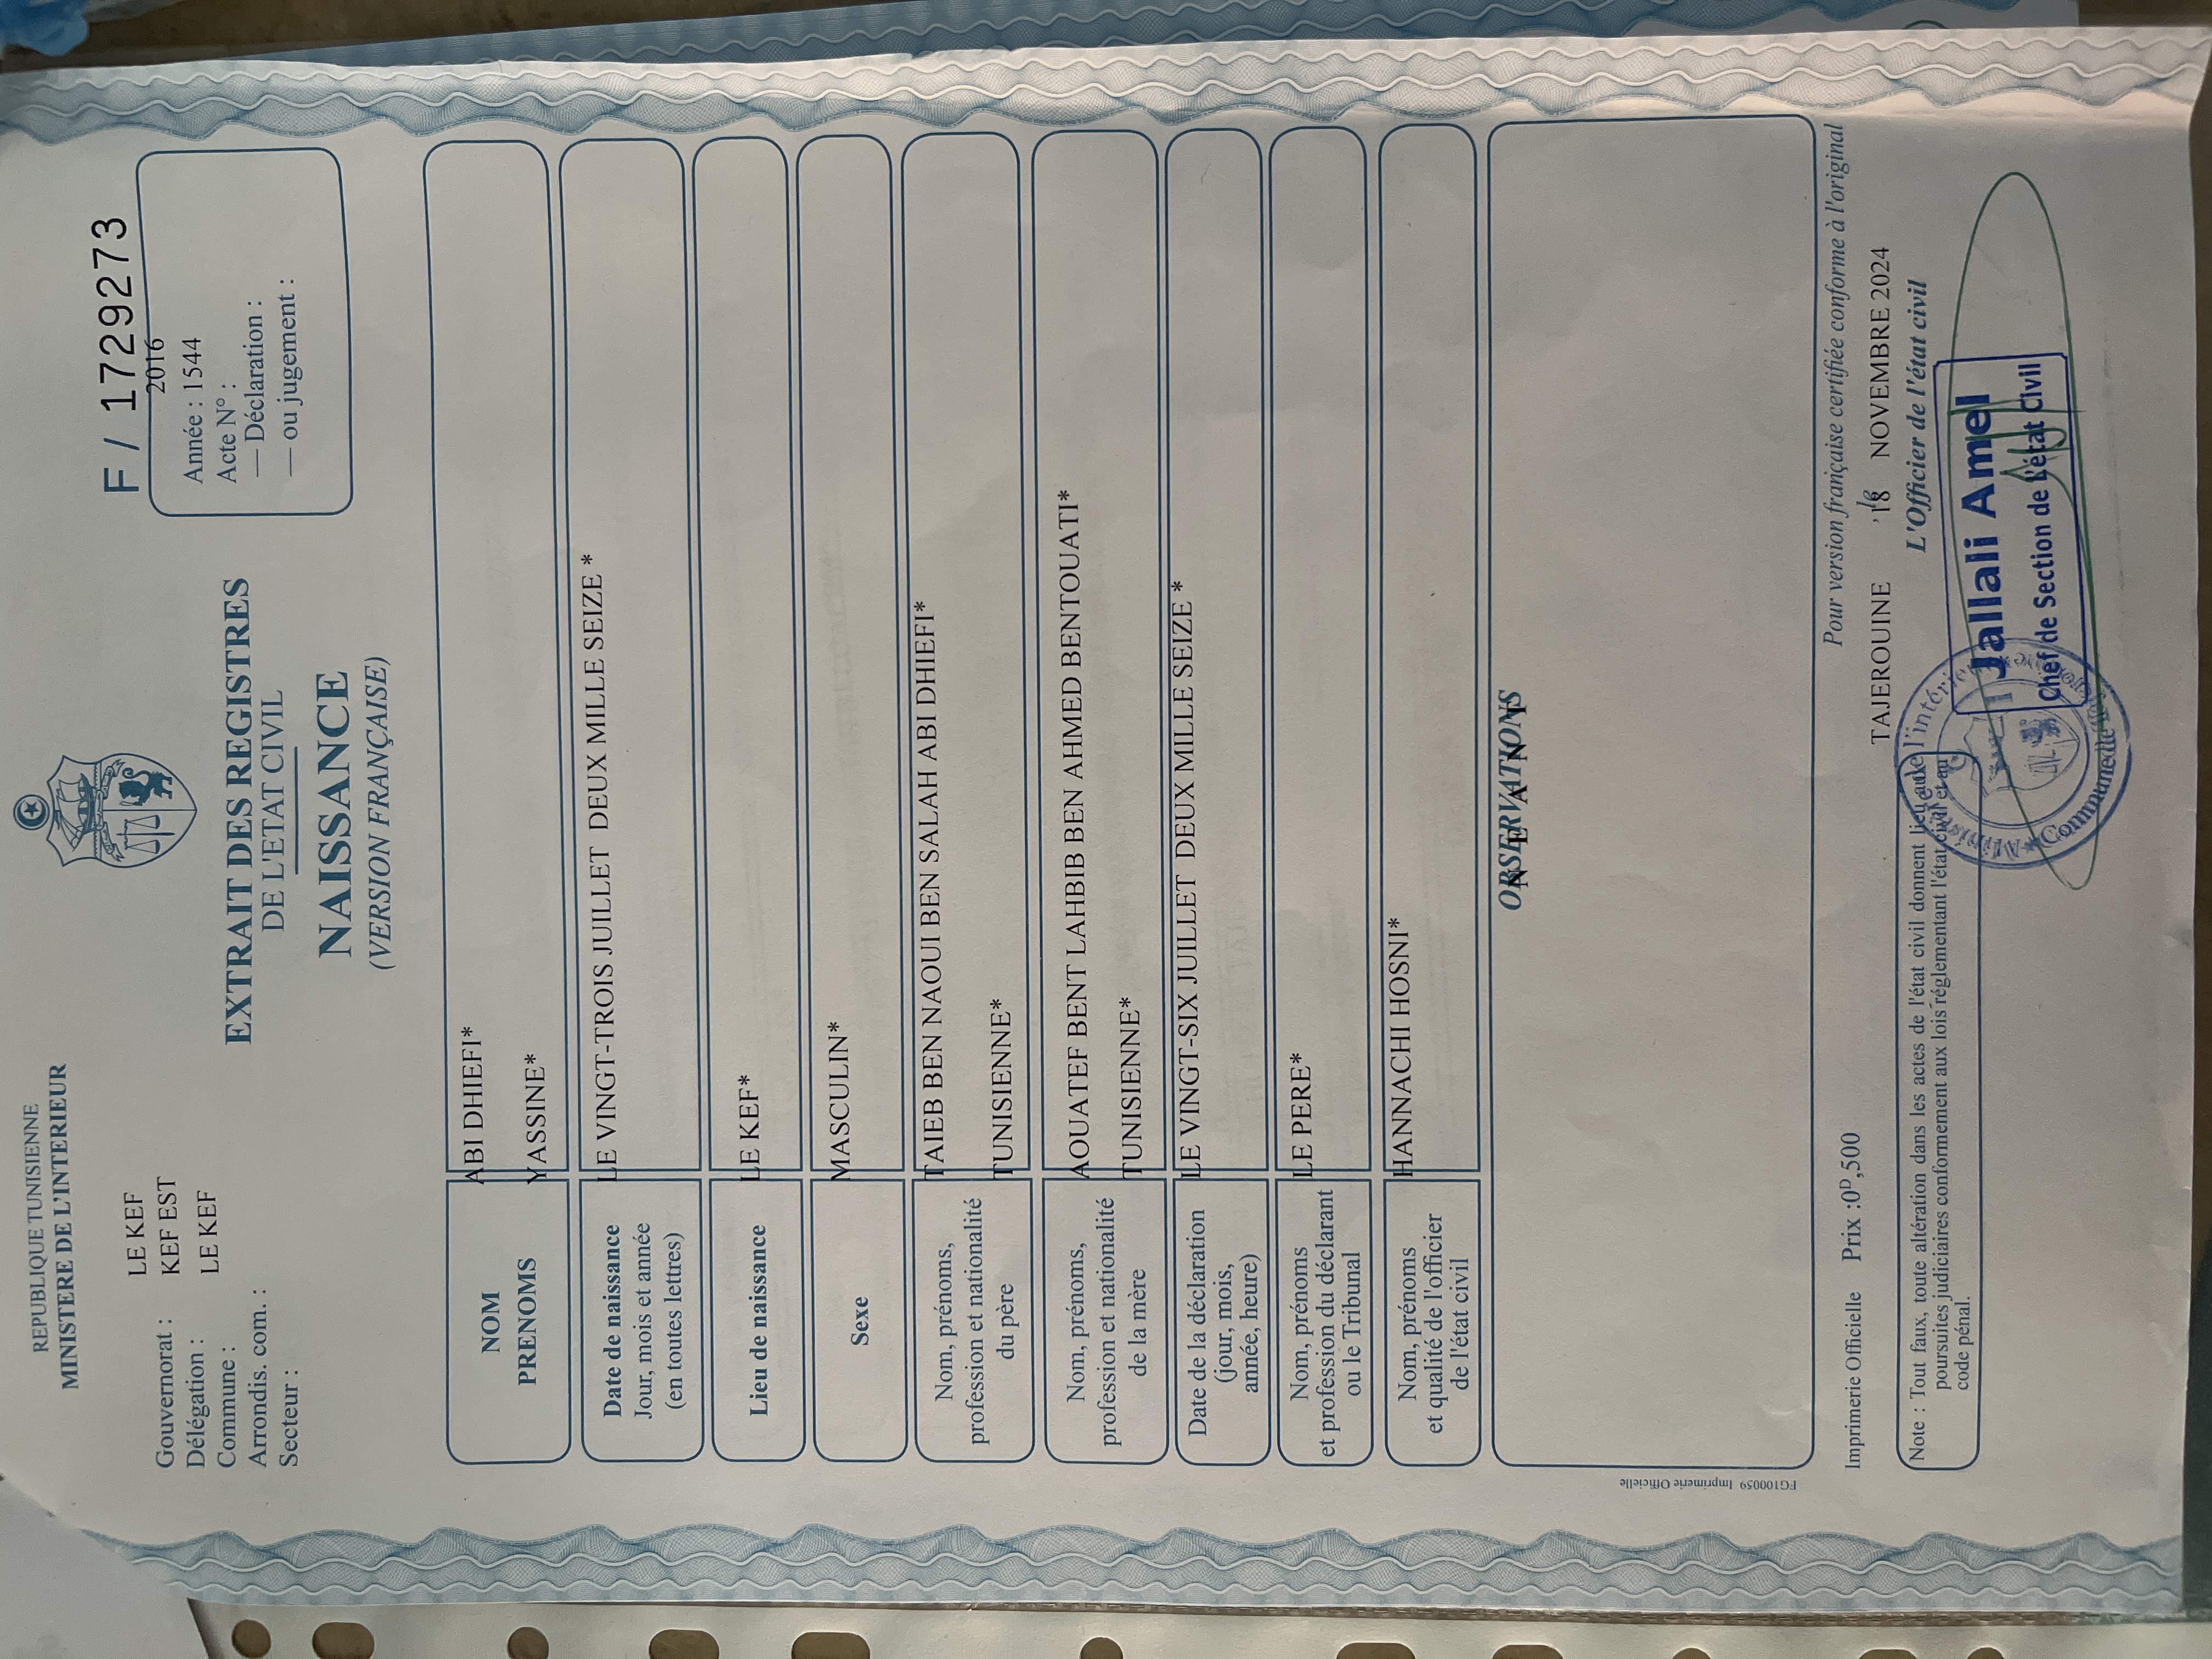 REPUBLIQUE TUNISIENNE
MINISTERE DE L'INTERIEUR
F / 1729273
Gouvernorat : LE KEF
Délégation : KEF EST
Commune : LE KEF
Arrondis. com. :
Secteur :
2016
Année : 1544
Acte N° :
— Déclaration :
— ou jugement :
EXTRAIT DES REGISTRES
DE L'ETAT CIVIL
NAISSANCE
(VERSION FRANÇAISE)
NOM ABI DHIEFI*
PRENOMS YASSINE*
Date de naissance
Jour, mois et année
(en toutes lettres)
LE VINGT-TROIS JUILLET DEUX MILLE SEIZE *
Lieu de naissance LE KEF*
Sexe MASCULIN*
Nom, prénoms,
profession et nationalité
du père
TAIEB BEN NAOUI BEN SALAH ABI DHIEFI*
TUNISIENNE*
Nom, prénoms,
profession et nationalité
de la mère
AOUATEF BENT LAHBIB BEN AHMED BENTOUATI*
TUNISIENNE*
Date de la déclaration
(jour, mois,
année, heure)
LE VINGT-SIX JUILLET DEUX MILLE SEIZE *
Nom, prénoms
et profession du déclarant
ou le Tribunal
LE PERE*
Nom, prénoms
et qualité de l'officier
de l'état civil
HANNACHI HOSNI*
OBSERVATIONS
N E A N T
FG100059 Imprimerie Officielle
Imprimerie Officielle Prix :0D,500
Pour version française certifiée conforme à l'original
TAJEROUINE , le 18 NOVEMBRE 2024
L'Officier de l'état civil
Jallali Amel
Chef de Section de L'état Civil
Note : Tout faux, toute altération dans les actes de l'état civil donnent lieu aux
poursuites judiciaires conformement aux lois réglementant l'état civil et au
code pénal.
Ministère de l'intérieur
Commune